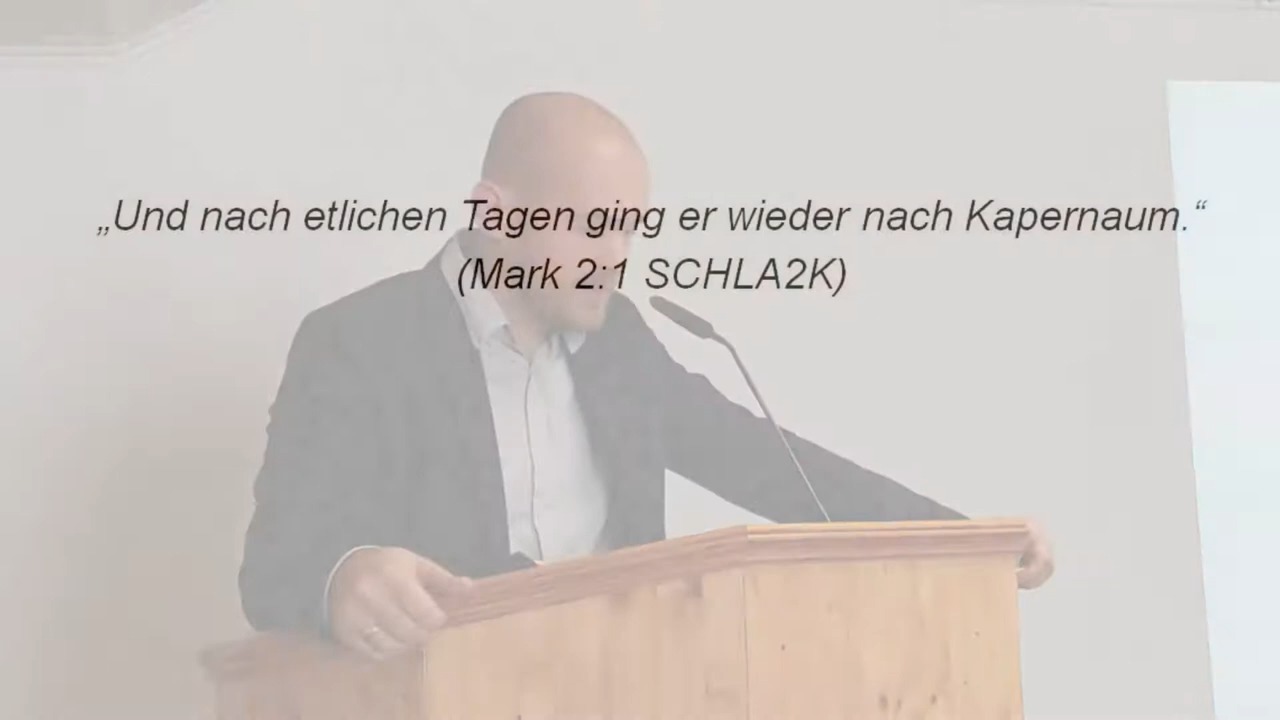 „Und nach etlichen Tagen ging er wieder nach Kapernaum.“
(Mark 2:1 SCHLA2K)